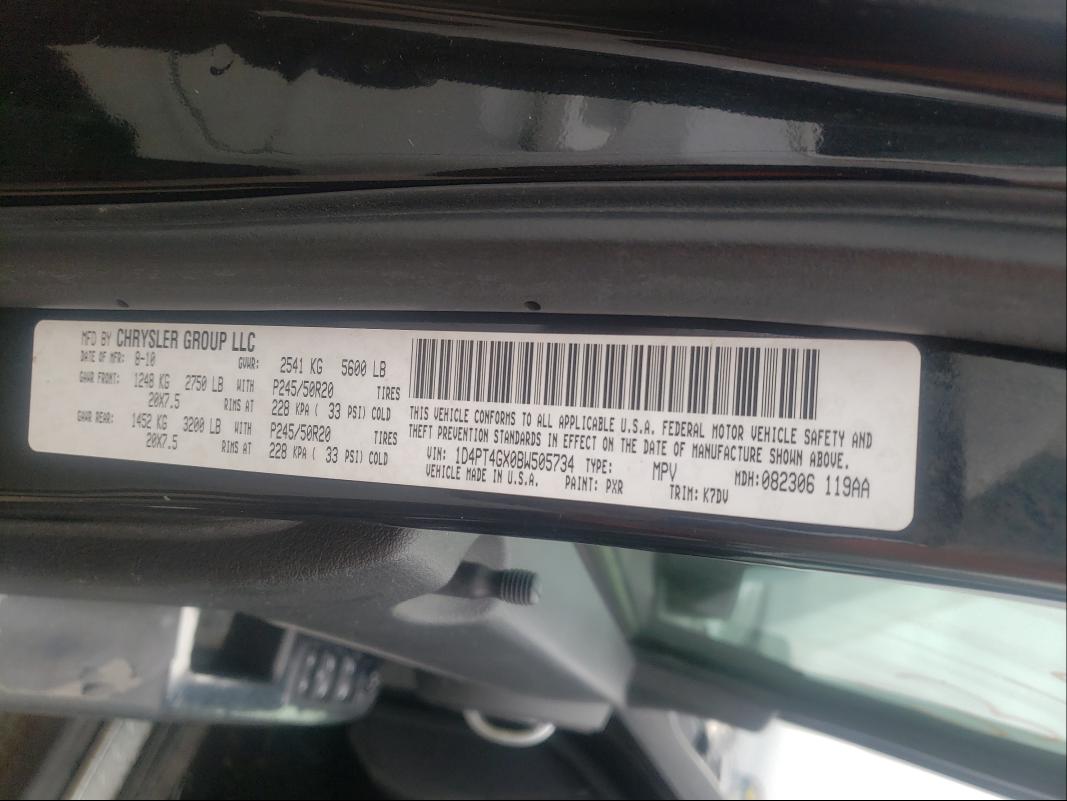 MFD BY CHRYSLER GROUP LLC
DATE OF MFR: 8-10 GVWR: 2541 KG 5600 LB
GAWR FRONT: 1248 KG 2750 LB WITH P245/50R20 TIRES
20X7.5 RIMS AT 228 KPA ( 33 PSI) COLD
GAWR REAR: 1452 KG 3200 LB WITH P245/50R20 TIRES
20X7.5 RIMS AT 228 KPA ( 33 PSI) COLD
THIS VEHICLE CONFORMS TO ALL APPLICABLE U.S.A. FEDERAL MOTOR VEHICLE SAFETY AND
THEFT PREVENTION STANDARDS IN EFFECT ON THE DATE OF MANUFACTURE SHOWN ABOVE.
VIN: 1D4PT4GX0BW505734 TYPE: MPV MDH:082306 119AA
VEHICLE MADE IN U.S.A. PAINT: PXR TRIM: K7DV